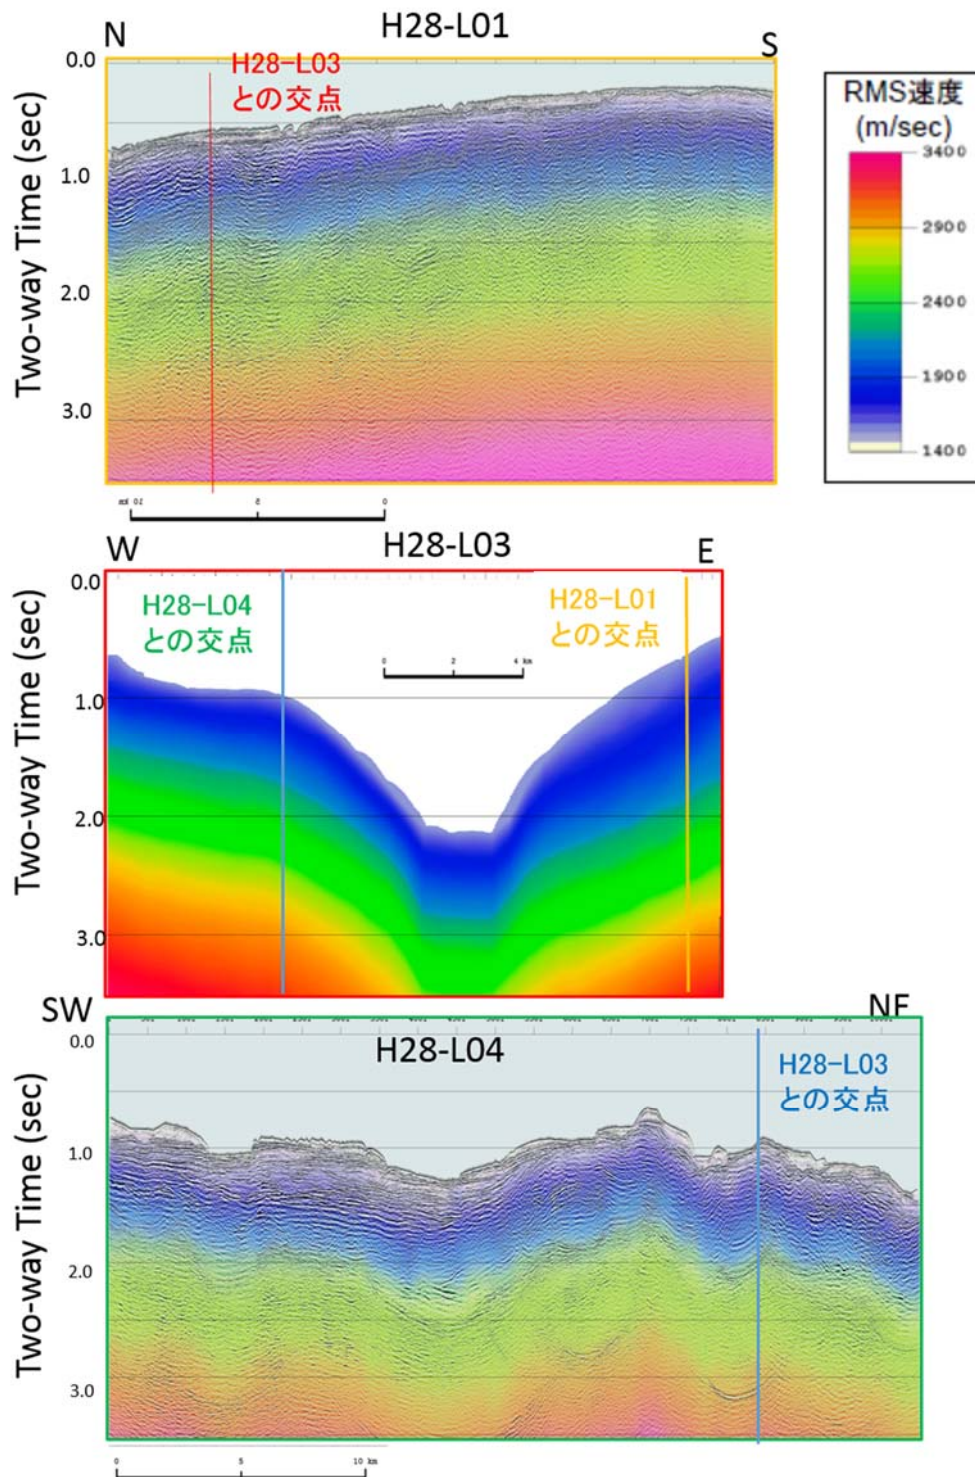 N
H28-L01
S
0.0
H28-L03
との交点
1.0
2.0
3.0
Two-way Time (sec)
RMS速度
(m/sec)
3400
2900
2400
1900
1400
10 km
5
0
W
H28-L03
E
0.0
H28-L04
との交点
H28-L01
との交点
0
2
4 km
1.0
2.0
3.0
Two-way Time (sec)
SW
NE
0.0
H28-L04
H28-L03
との交点
1.0
2.0
3.0
Two-way Time (sec)
0
5
10 km